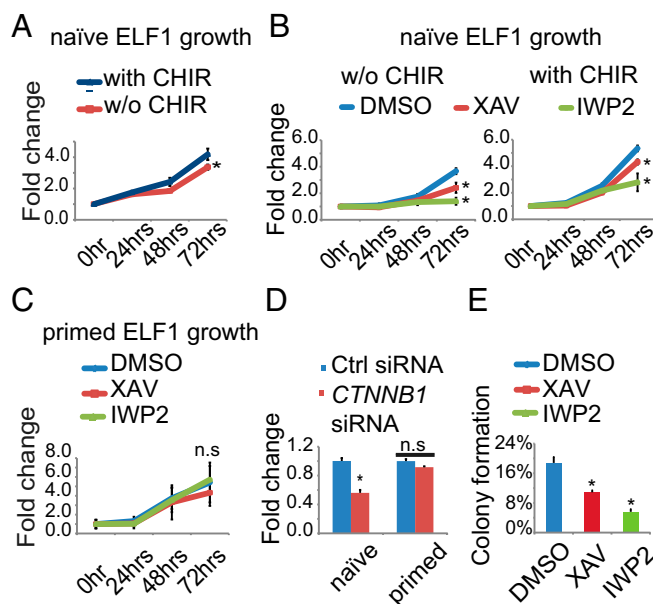 A
naïve ELF1 growth
with CHIR
w/o CHIR
Fold change
4.0
3.0
2.0
1.0
*
0hr
24hrs
48hrs
72hrs
B
naïve ELF1 growth
w/o CHIR
with CHIR
DMSO
XAV
IWP2
Fold change
6.0
4.0
2.0
0.0
*
*
0hr
24hrs
48hrs
72hrs
6.0
4.0
2.0
0.0
*
*
0hr
24hrs
48hrs
72hrs
C
primed ELF1 growth
DMSO
XAV
IWP2
Fold change
8.0
6.0
4.0
2.0
0.0
n.s
0hr
24hrs
48hrs
72hrs
D
Ctrl siRNA
CTNNB1
siRNA
Fold change
1.2
0.8
0.4
0.0
*
n.s
naïve
primed
E
DMSO
XAV
IWP2
Colony formation
24%
16%
8%
0%
*
*
DMSO
XAV
IWP2